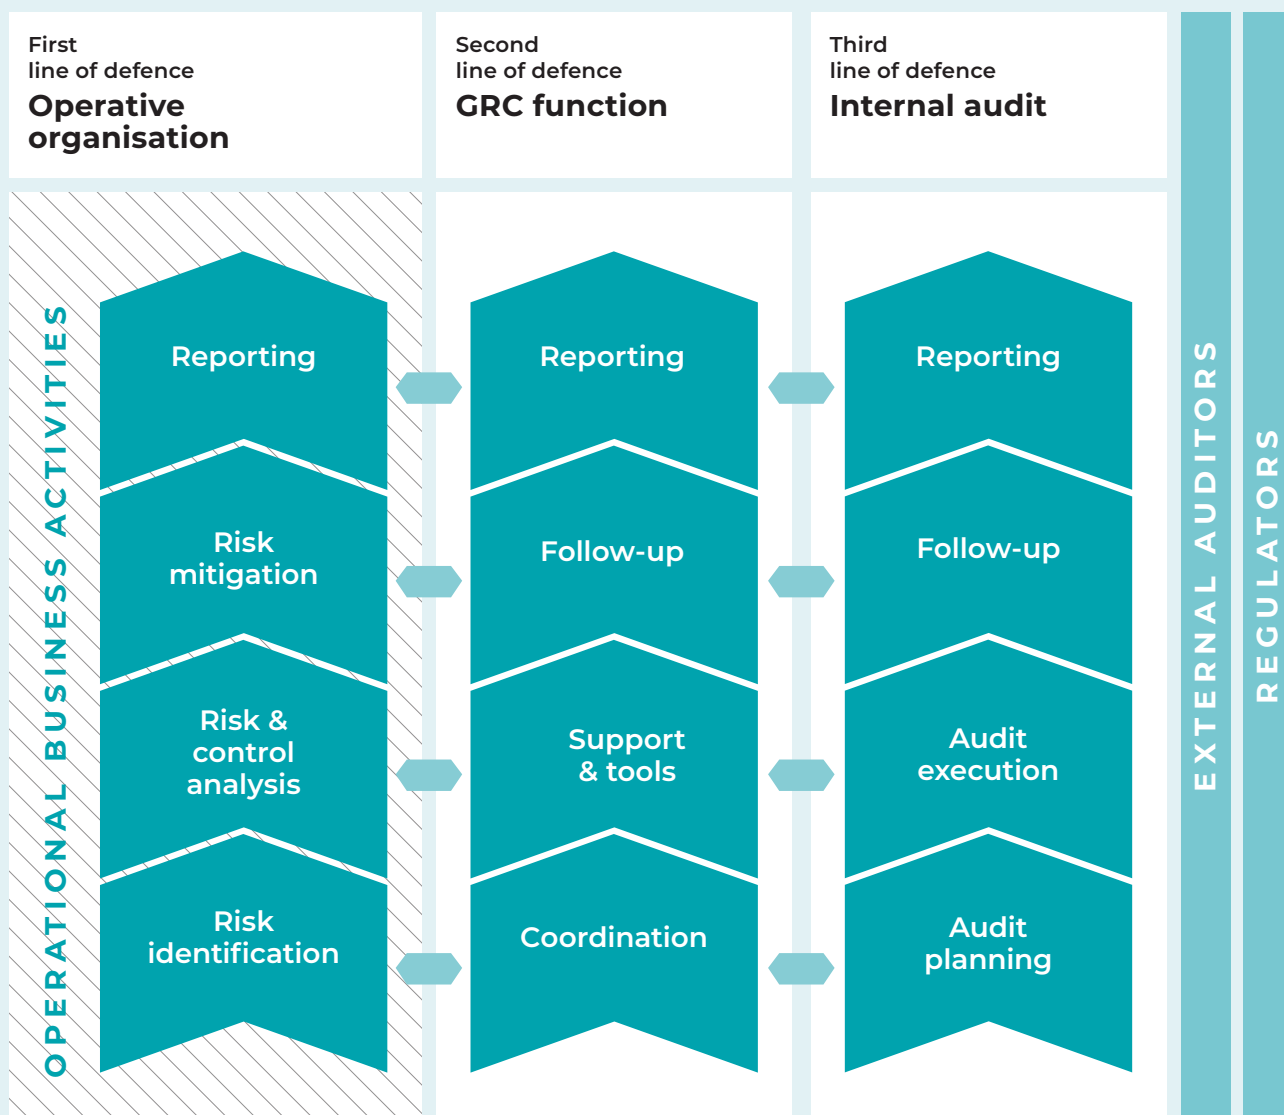 First
line of defence
Operative
organisation
Second
line of defence
GRC function
Third
line of defence
Internal audit
OPERATIONAL BUSINESS ACTIVITIES
Reporting
Risk
mitigation
Risk &
control
analysis
Risk
identification
Reporting
Follow-up
Support
& tools
Coordination
Reporting
Follow-up
Audit
execution
Audit
planning
EXTERNAL AUDITORS
REGULATORS